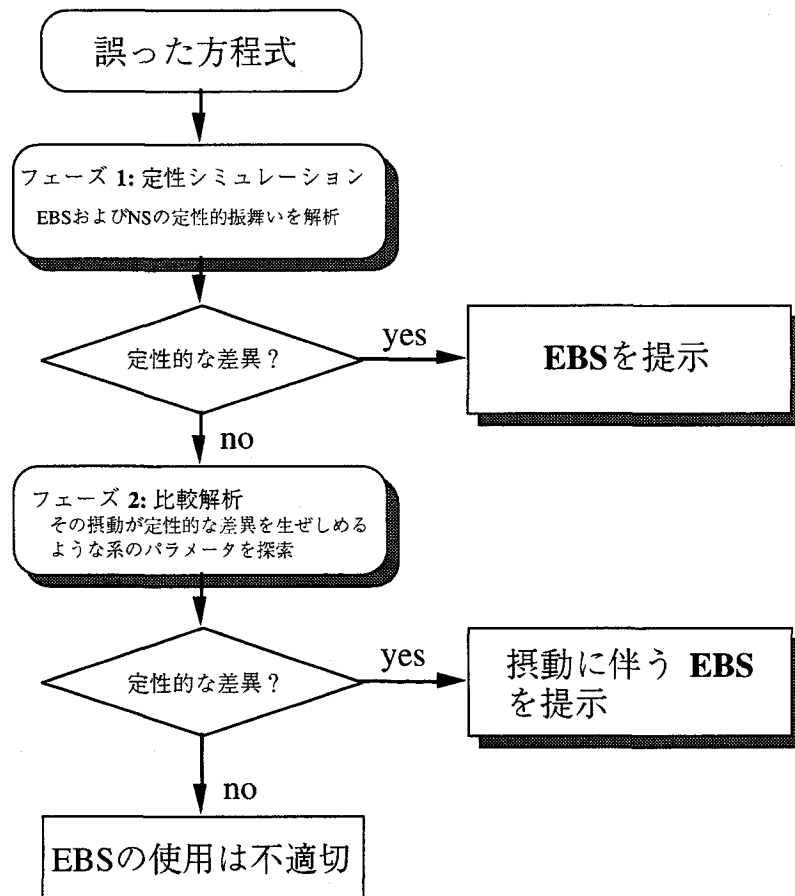 誤った方程式
フェーズ 1: 定性シミュレーション
EBSおよびNSの定性的振舞いを解析
定性的な差異？
yes
EBSを提示
no
フェーズ 2: 比較解析
その摂動が定性的な差異を生ぜしめる
ような系のパラメータを探索
定性的な差異？
yes
摂動に伴う EBS
を提示
no
EBSの使用は不適切